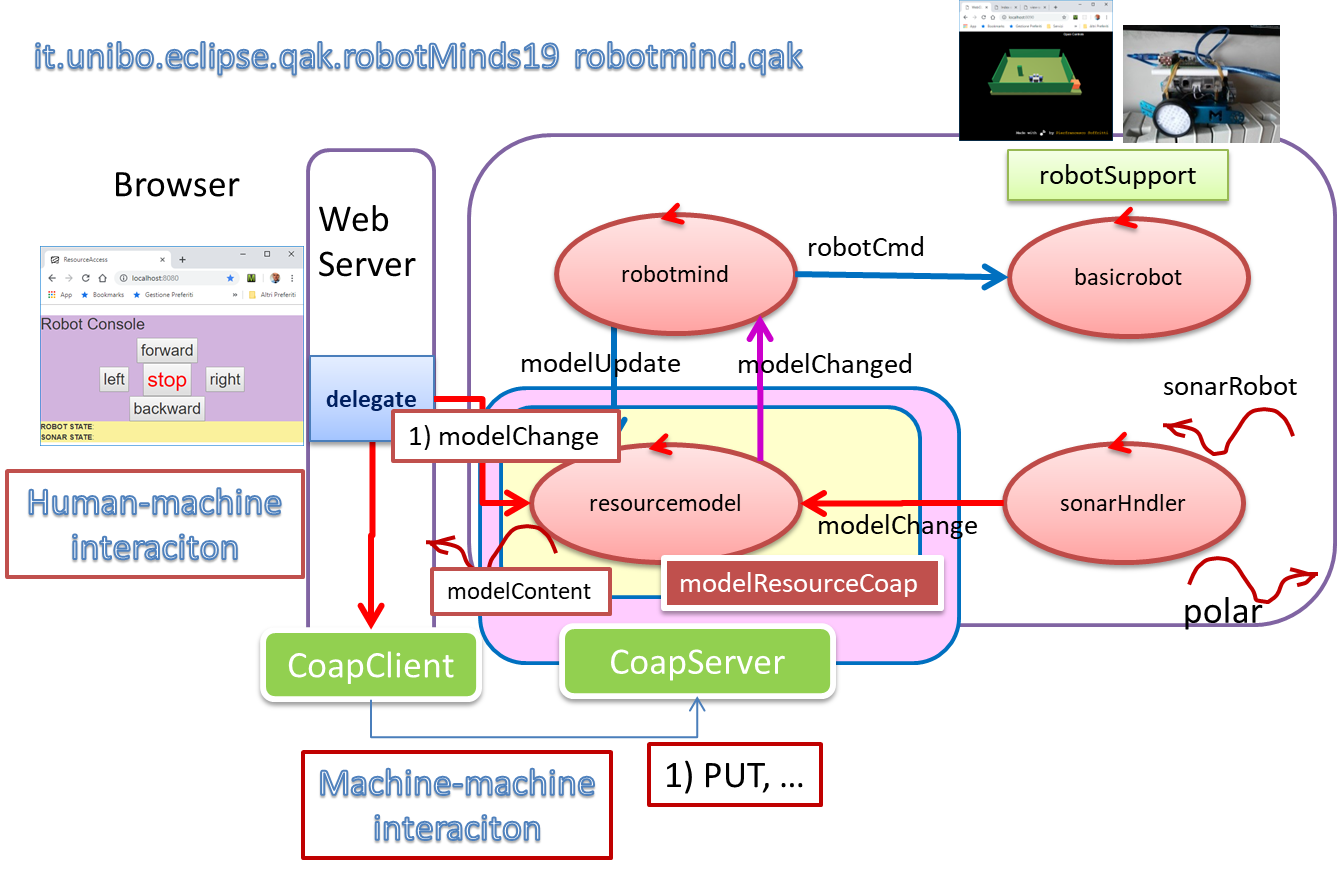 it.unibo.eclipse.qak.robotMinds19 robotmind.qak
robotSupport
Browser
Web
Server
robotmind
robotCmd
basicrobot
ResourceAccess
localhost:8080
App
Bookmarks
Gestione Preferiti
»
Altri Preferiti
Robot Console
forward
left
stop
right
backward
ROBOT STATE:
SONAR STATE:
modelUpdate
modelChanged
delegate
1) modelChange
sonarRobot
resourcemodel
modelChange
sonarHndler
Human-machine
interaciton
modelContent
modelResourceCoap
polar
CoapClient
CoapServer
Machine-machine
interaciton
1) PUT, ...